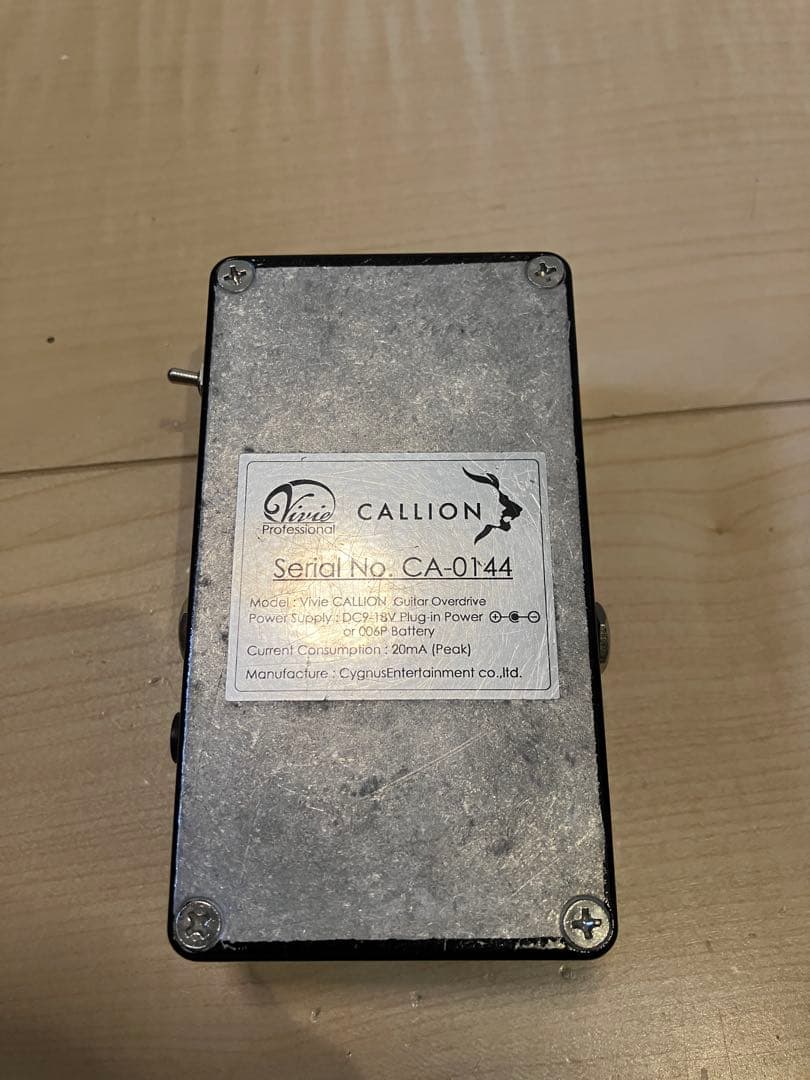 Vivie
Professional
CALLION
Serial No. CA-0144
Model : Vivie CALLION Guitar Overdrive
Power Supply : DC9-18V Plug-in Power
or 006P Battery
Current Consumption : 20mA (Peak)
Manufacture : CygnusEntertainment co.,ltd.